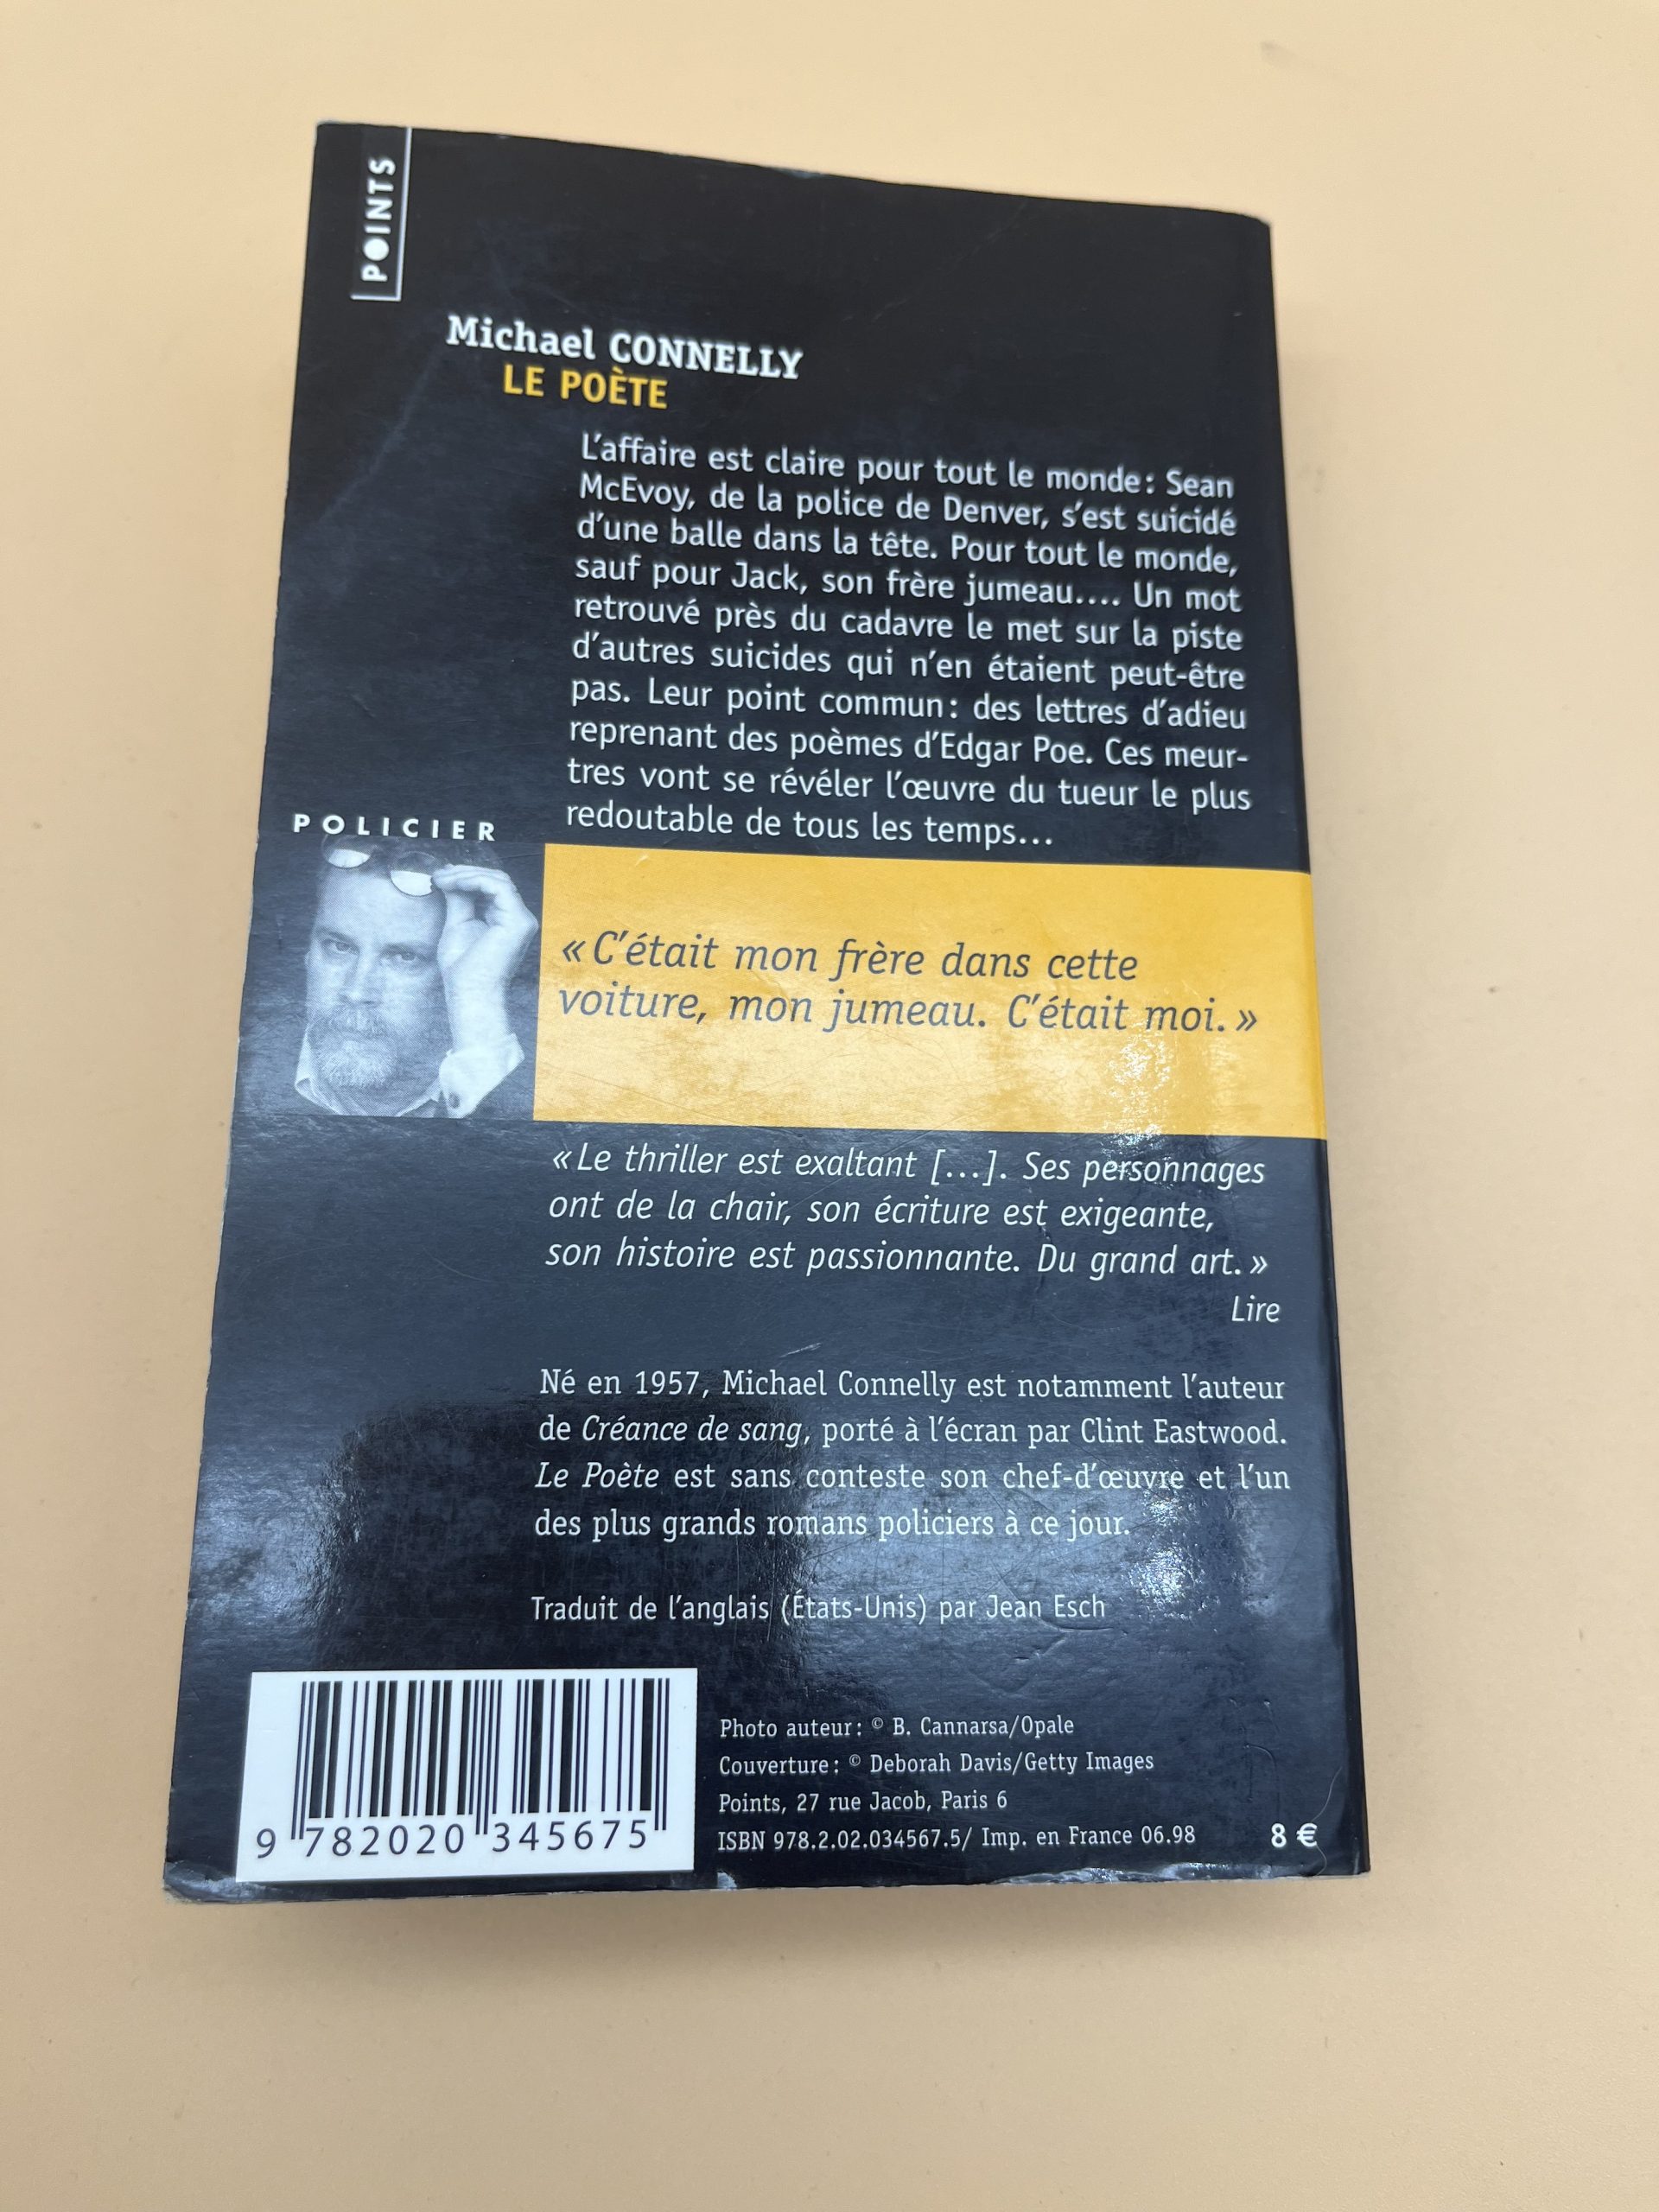 POINTS
Michael CONNELLY
LE POÈTE
L'affaire est claire pour tout le monde: Sean
McEvoy, de la police de Denver, s'est suicidé
d'une balle dans la tête. Pour tout le monde,
sauf pour Jack, son frère jumeau.... Un mot
retrouvé près du cadavre le met sur la piste
d'autres suicides qui n'en étaient peut-être
pas. Leur point commun: des lettres d'adieu
reprenant des poèmes d'Edgar Poe. Ces meur-
tres vont se révéler l'œuvre du tueur le plus
redoutable de tous les temps...
POLICIER
« C'était mon frère dans cette
voiture, mon jumeau. C'était moi. »
« Le thriller est exaltant [...]. Ses personnages
ont de la chair, son écriture est exigeante,
son histoire est passionnante. Du grand art. »
Lire
Né en 1957, Michael Connelly est notamment l'auteur
de Créance de sang, porté à l'écran par Clint Eastwood.
Le Poète est sans conteste son chef-d'œuvre et l'un
des plus grands romans policiers à ce jour.
Traduit de l'anglais (États-Unis) par Jean Esch
9 782020 345675
Photo auteur: © B. Cannarsa/Opale
Couverture: © Deborah Davis/Getty Images
Points, 27 rue Jacob, Paris 6
ISBN 978.2.02.034567.5/ Imp. en France 06.98
8 €